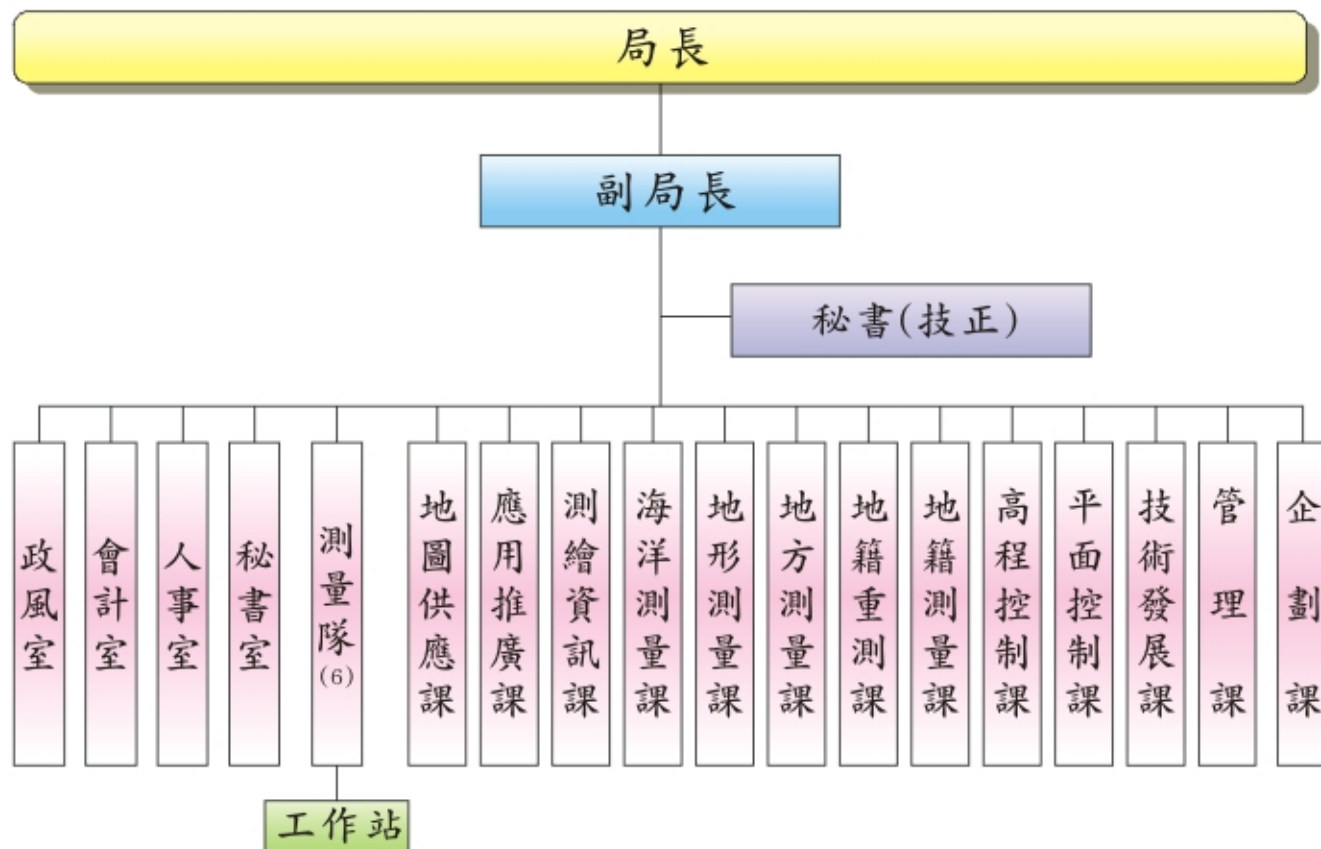 局長
副局長
秘書(技正)
政風室
會計室
人事室
秘書室
測量隊(6)
地圖供應課
應用推廣課
測繪資訊課
海洋測量課
地形測量課
地方測量課
地籍重測課
地籍測量課
高程控制課
平面控制課
技術發展課
管理課
企劃課
工作站